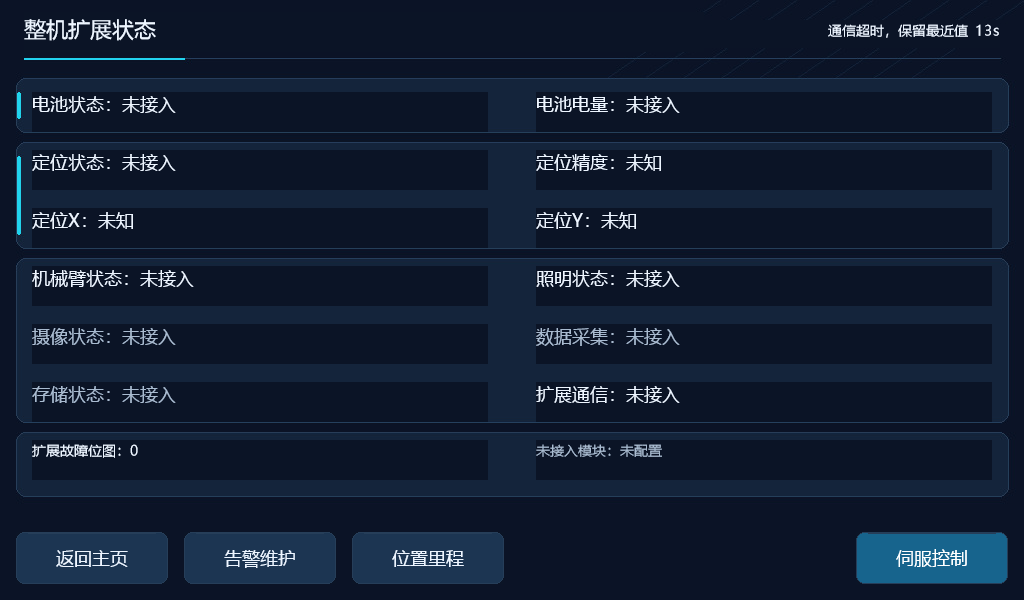 整机扩展状态
通信超时，保留最近值 13s
电池状态：未接入
电池电量：未接入
定位状态：未接入
定位精度：未知
定位X：未知
定位Y：未知
机械臂状态：未接入
照明状态：未接入
摄像状态：未接入
数据采集：未接入
存储状态：未接入
扩展通信：未接入
扩展故障位图：0
未接入模块：未配置
返回主页
告警维护
位置里程
伺服控制